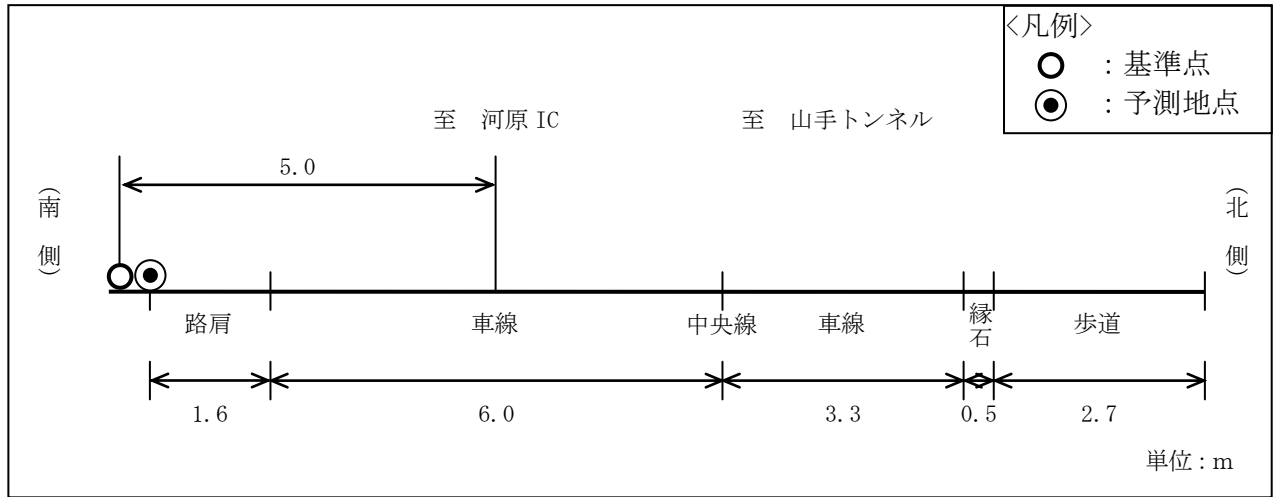 <凡例>
：基準点
：予測地点
至　河原 IC
至　山手トンネル
5.0
（南側）
（北側）
路肩
車線
中央線
車線
縁石
歩道
1.6
6.0
3.3
0.5
2.7
単位：m